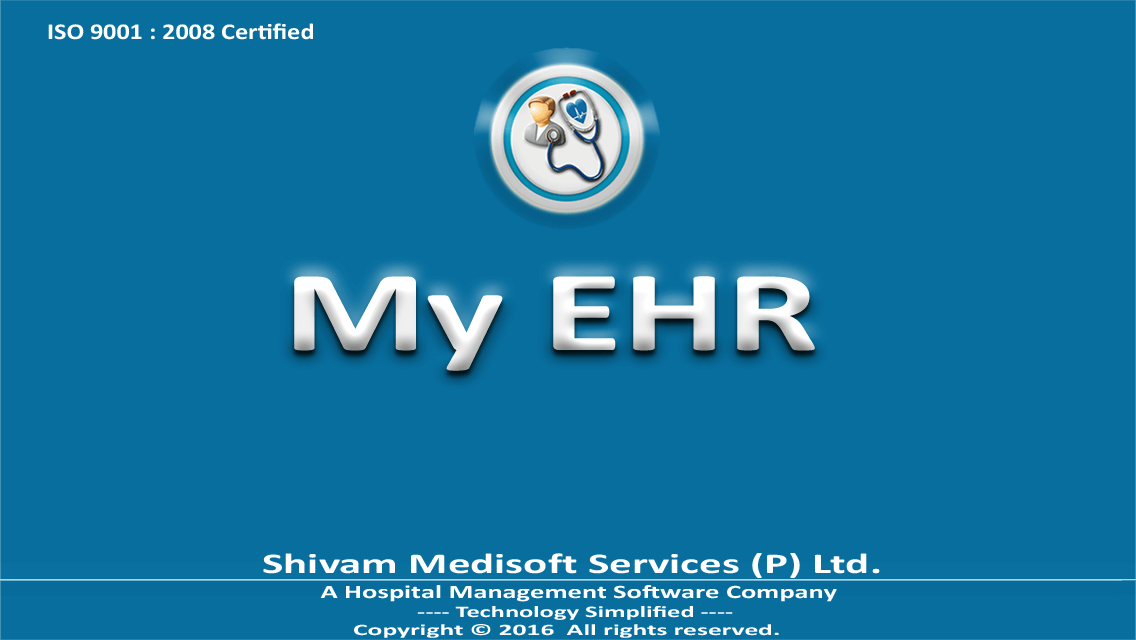 ISO 9001 : 2008 Certified
My EHR
Shivam Medisoft Services (P) Ltd.
A Hospital Management Software Company
---- Technology Simplified ----
Copyright © 2016  All rights reserved.